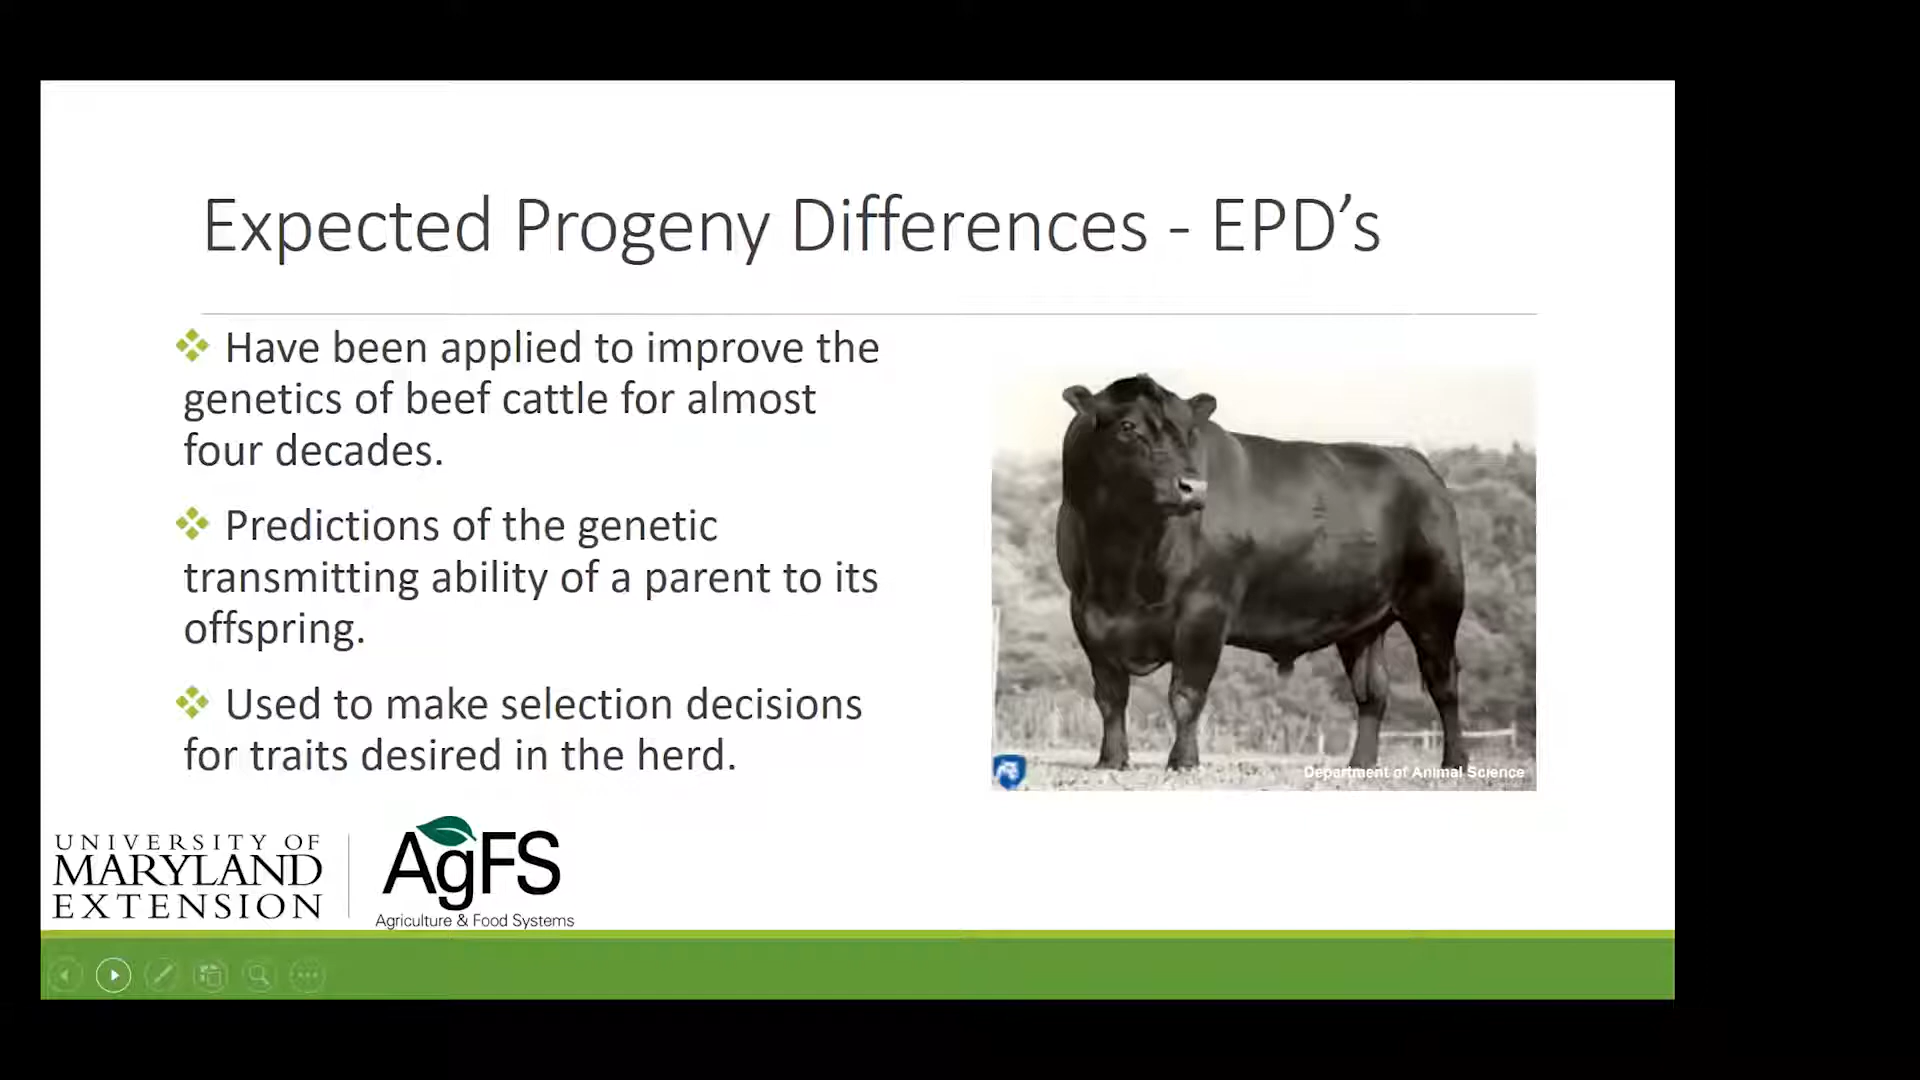 Expected Progeny Differences - EPD’s
Have been applied to improve the
genetics of beef cattle for almost
four decades.
Predictions of the genetic
transmitting ability of a parent to its
offspring.
Used to make selection decisions
for traits desired in the herd.
Department of Animal Science
UNIVERSITY OF
MARYLAND
EXTENSION
AgFS
Agriculture & Food Systems